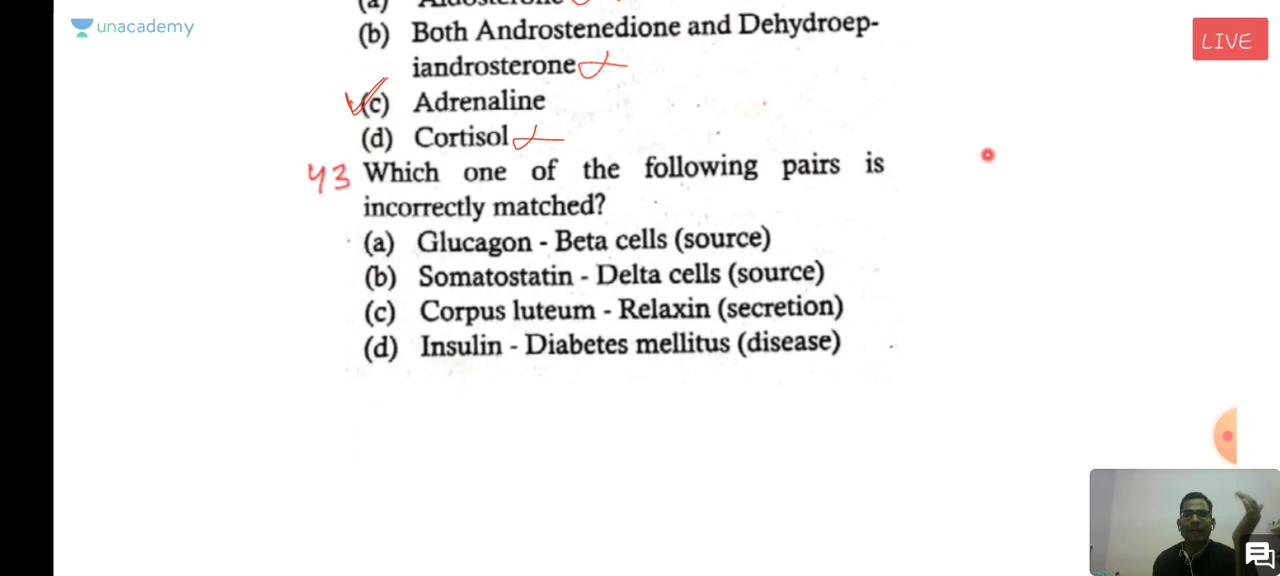 unacademy
LIVE
(a) Aldosterone
(b) Both Androstenedione and Dehydroep-
iandrosterone
(c) Adrenaline
(d) Cortisol
43 Which one of the following pairs is
incorrectly matched?
(a) Glucagon - Beta cells (source)
(b) Somatostatin - Delta cells (source)
(c) Corpus luteum - Relaxin (secretion)
(d) Insulin - Diabetes mellitus (disease)